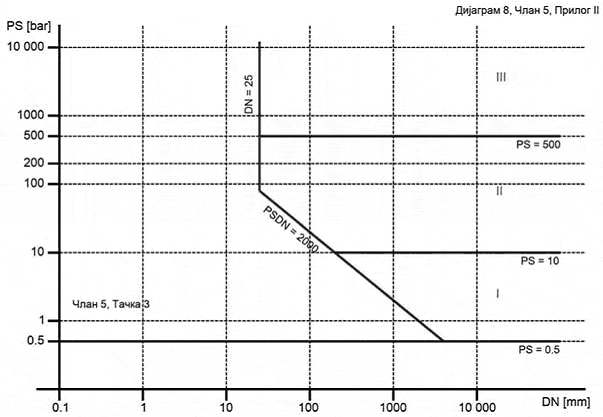 Дијаграм 8, Члан 5, Прилог II
PS [bar]
10 000
1000
500
200
100
10
1
0.5
DN = 25
III
PS = 500
II
PSDN = 2000
PS = 10
I
Члан 5, Тачка 3
PS = 0.5
0.1
1
10
100
1000
10 000
DN [mm]